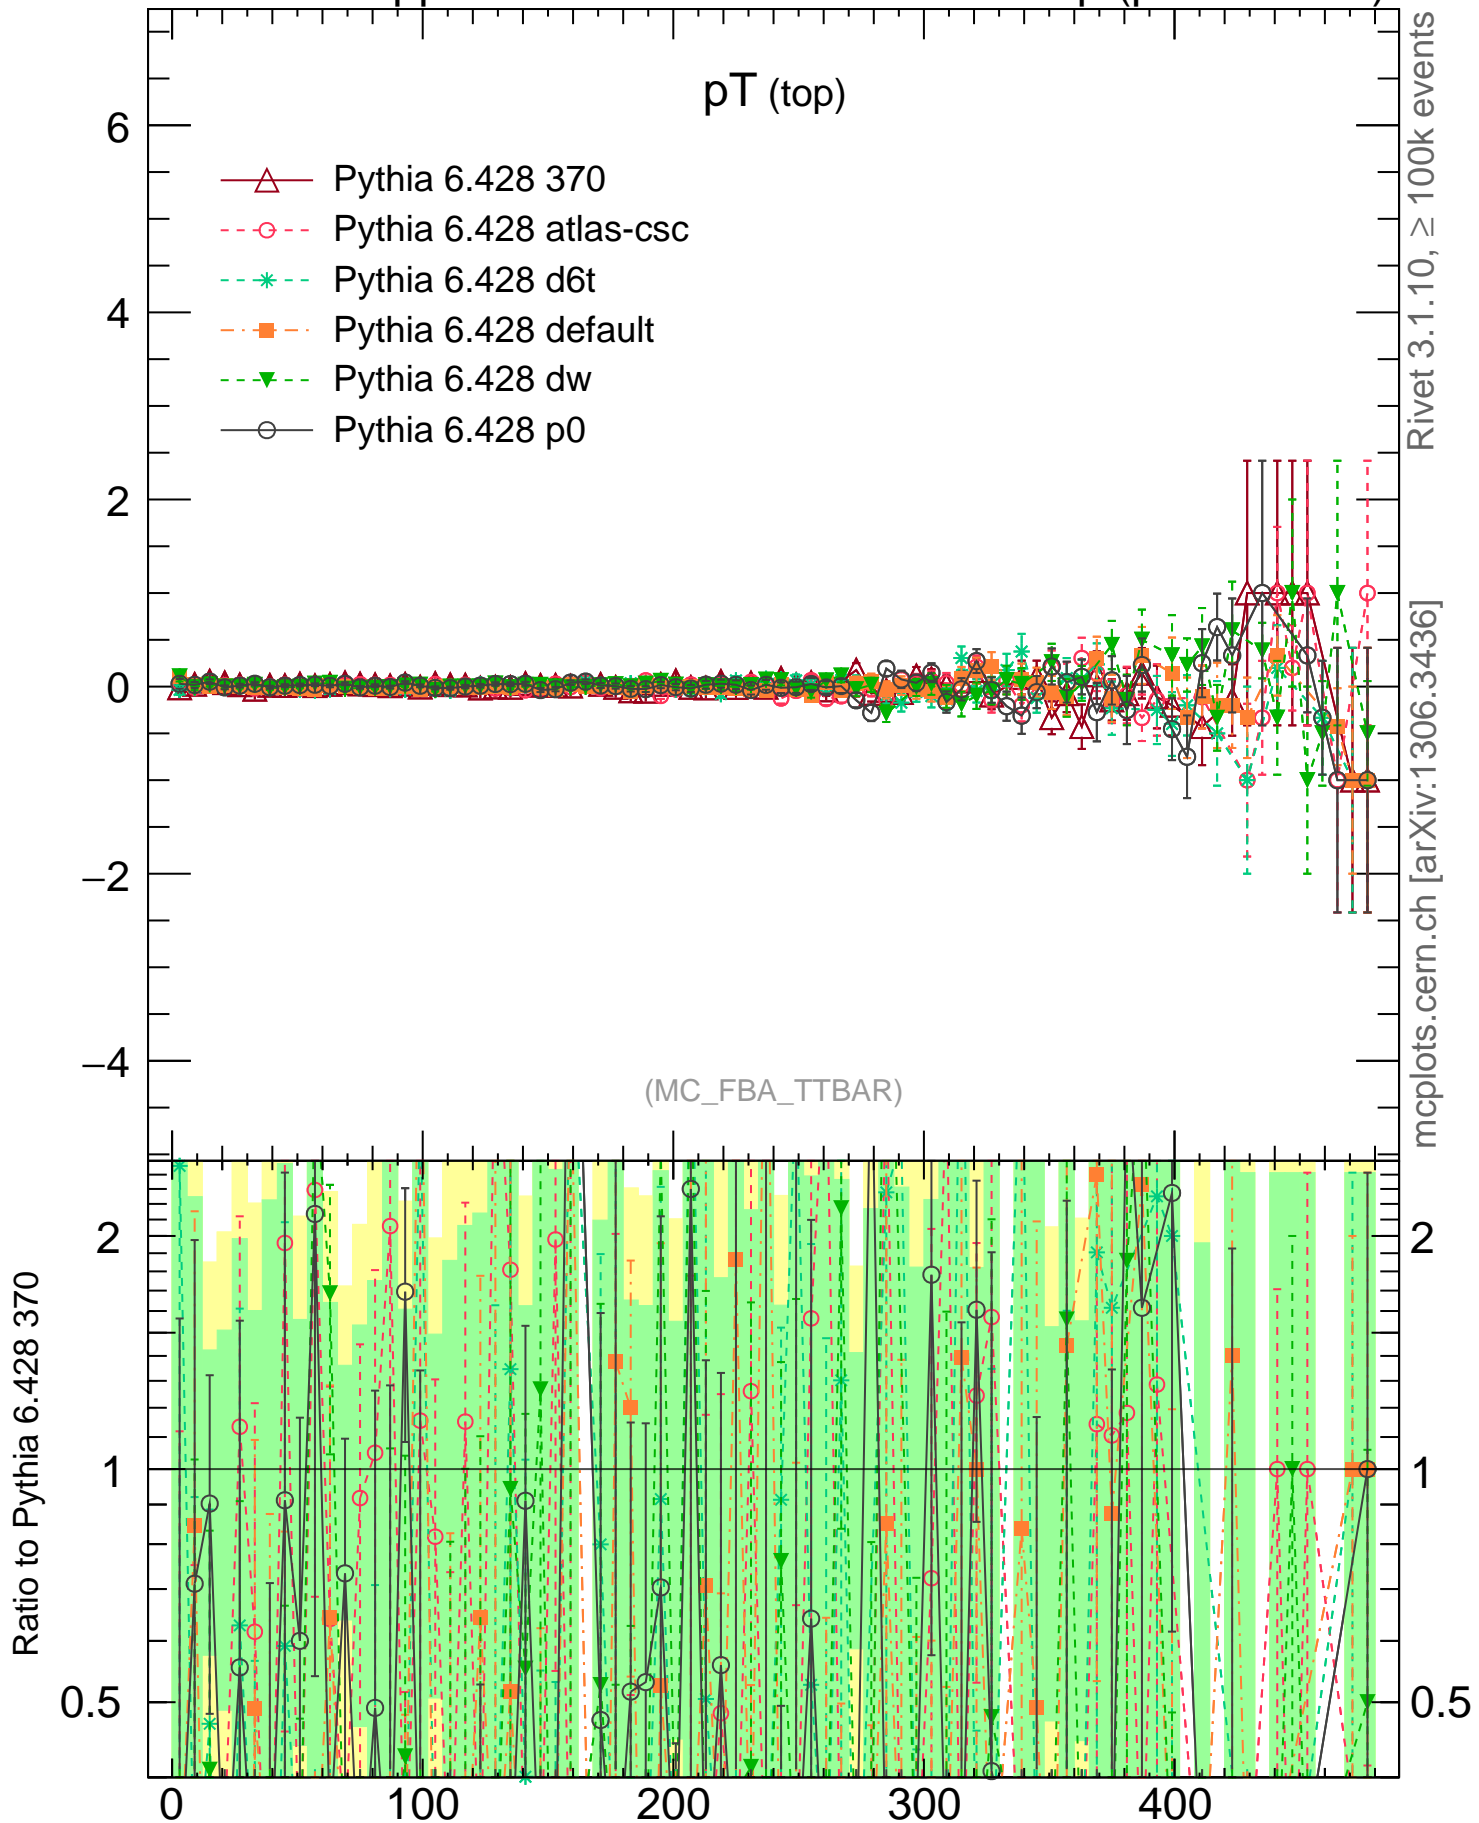 pT (top)
6
4
2
0
−2
−4
Pythia 6.428 370
Pythia 6.428 atlas-csc
Pythia 6.428 d6t
Pythia 6.428 default
Pythia 6.428 dw
Pythia 6.428 p0
(MC_FBA_TTBAR)
Rivet 3.1.10, ≥ 100k events
mcplots.cern.ch [arXiv:1306.3436]
Ratio to Pythia 6.428 370
2
1
0.5
2
1
0.5
0
100
200
300
400